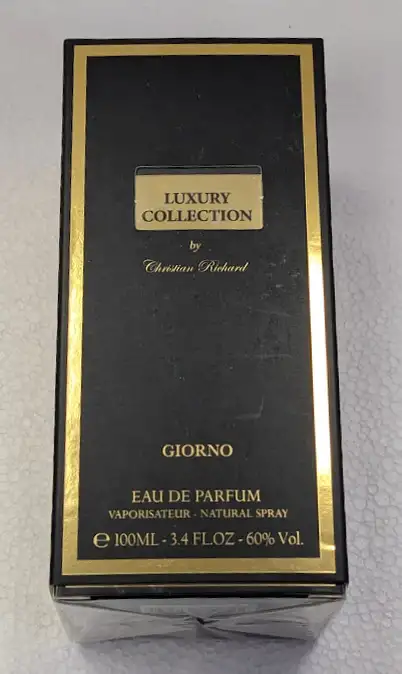 LUXURY
COLLECTION
by
Christian Richard
GIORNO
EAU DE PARFUM
VAPORISATEUR - NATURAL SPRAY
℮ 100ML - 3.4 FL.OZ - 60% Vol.